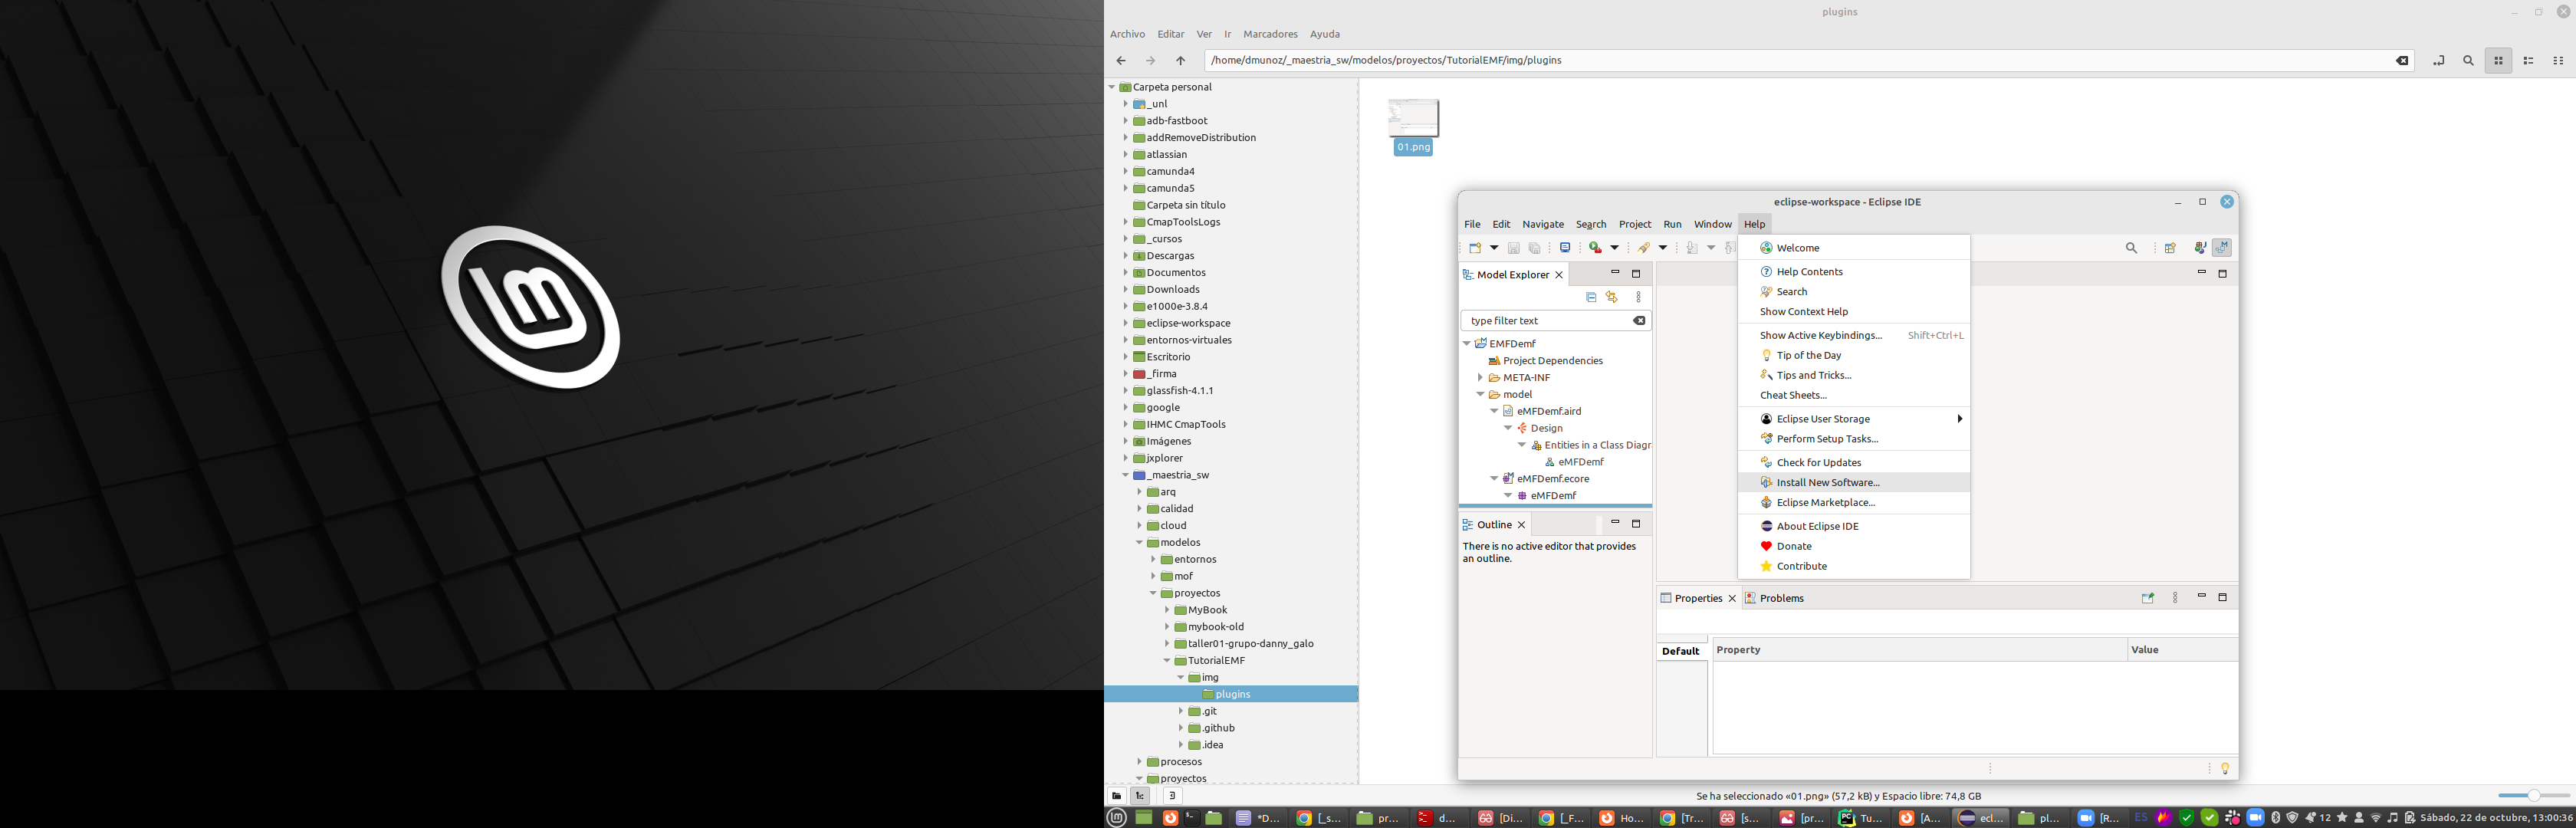 plugins
Archivo Editar Ver Ir Marcadores Ayuda
/home/dmunoz/_maestria_sw/modelos/proyectos/TutorialEMF/img/plugins
Carpeta personal
_unl
adb-fastboot
addRemoveDistribution
atlassian
camunda4
camunda5
Carpeta sin título
CmapToolsLogs
_cursos
Descargas
Documentos
Downloads
e1000e-3.8.4
eclipse-workspace
entornos-virtuales
Escritorio
_firma
glassfish-4.1.1
google
IHMC CmapTools
Imágenes
jxplorer
_maestria_sw
arq
calidad
cloud
modelos
entornos
mof
proyectos
MyBook
mybook-old
taller01-grupo-danny_galo
TutorialEMF
img
plugins
.git
.github
.idea
procesos
proyectos
01.png
eclipse-workspace - Eclipse IDE
File Edit Navigate Search Project Run Window Help
Model Explorer
type filter text
EMFDemf
Project Dependencies
META-INF
model
eMFDemf.aird
Design
Entities in a Class Diagr
eMFDemf
eMFDemf.ecore
eMFDemf
Outline
There is no active editor that provides
an outline.
Welcome
Help Contents
Search
Show Context Help
Show Active Keybindings... Shift+Ctrl+L
Tip of the Day
Tips and Tricks...
Cheat Sheets...
Eclipse User Storage
Perform Setup Tasks...
Check for Updates
Install New Software...
Eclipse Marketplace...
About Eclipse IDE
Donate
Contribute
Properties Problems
Default Property Value
Se ha seleccionado «01.png» (57,2 kB) y Espacio libre: 74,8 GB
*D... [_s... pr... d... [Di... [_F... Ho... [Tr... [s... [pr... Tu... [A... ecl... pl... [R... ES 12 Sábado, 22 de octubre, 13:00:30